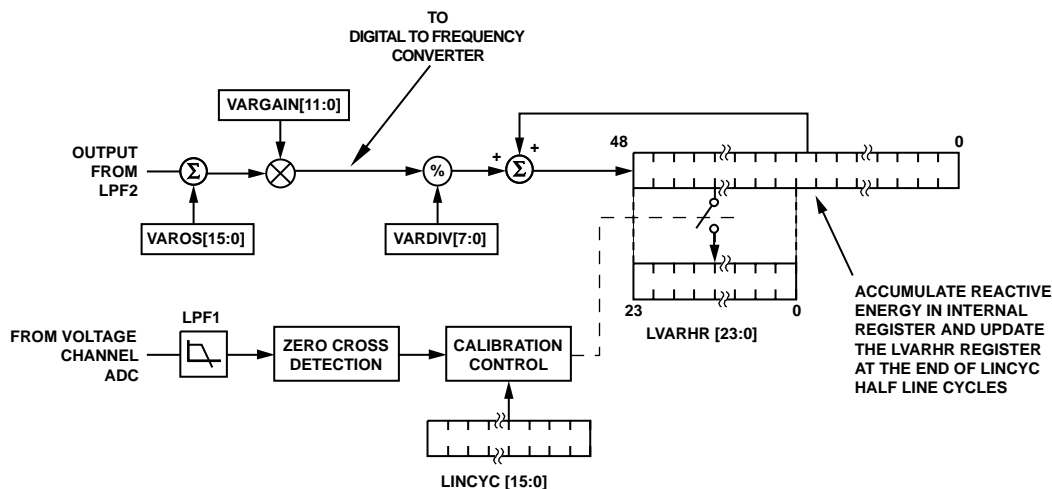 TO
DIGITAL TO FREQUENCY
CONVERTER
VARGAIN[11:0]
OUTPUT
FROM
LPF2
Σ
%
+
+
Σ
48
0
VAROS[15:0]
VARDIV[7:0]
23
0
LVARHR [23:0]
ACCUMULATE REACTIVE
ENERGY IN INTERNAL
REGISTER AND UPDATE
THE LVARHR REGISTER
AT THE END OF LINCYC
HALF LINE CYCLES
FROM VOLTAGE
CHANNEL
ADC
LPF1
ZERO CROSS
DETECTION
CALIBRATION
CONTROL
LINCYC [15:0]